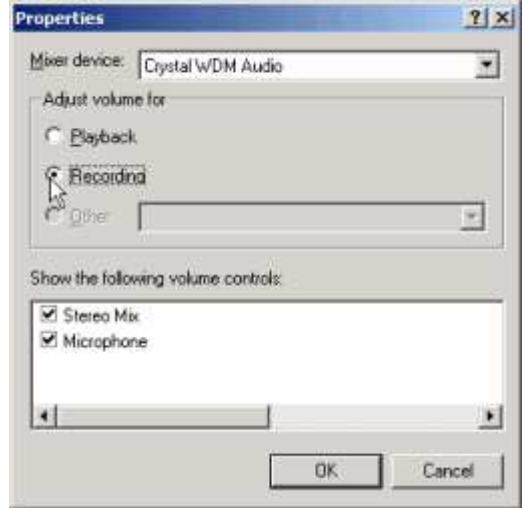 Properties
Mixer device: Crystal WDM Audio
Adjust volume for
Playback
Recording
Other
Show the following volume controls:
Stereo Mix
Microphone
OK Cancel